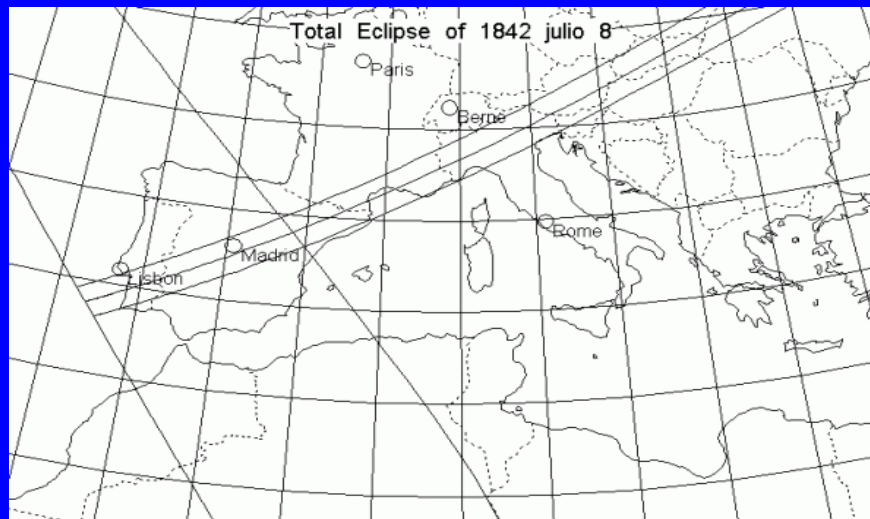 Total Eclipse of 1842 julio 8
Paris
Berne
Rome
Madrid
Lisbon